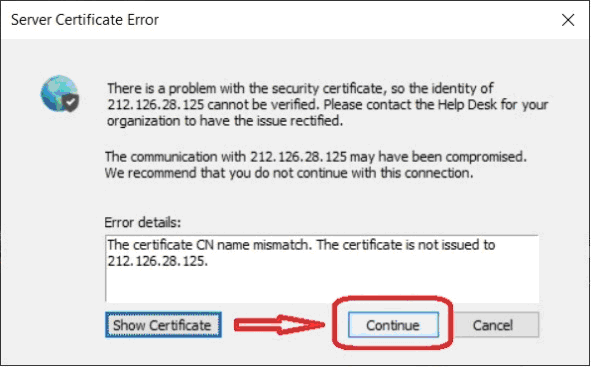 Server Certificate Error
There is a problem with the security certificate, so the identity of
212.126.28.125 cannot be verified. Please contact the Help Desk for your
organization to have the issue rectified.
The communication with 212.126.28.125 may have been compromised.
We recommend that you do not continue with this connection.
Error details:
The certificate CN name mismatch. The certificate is not issued to
212.126.28.125.
Show Certificate Continue Cancel